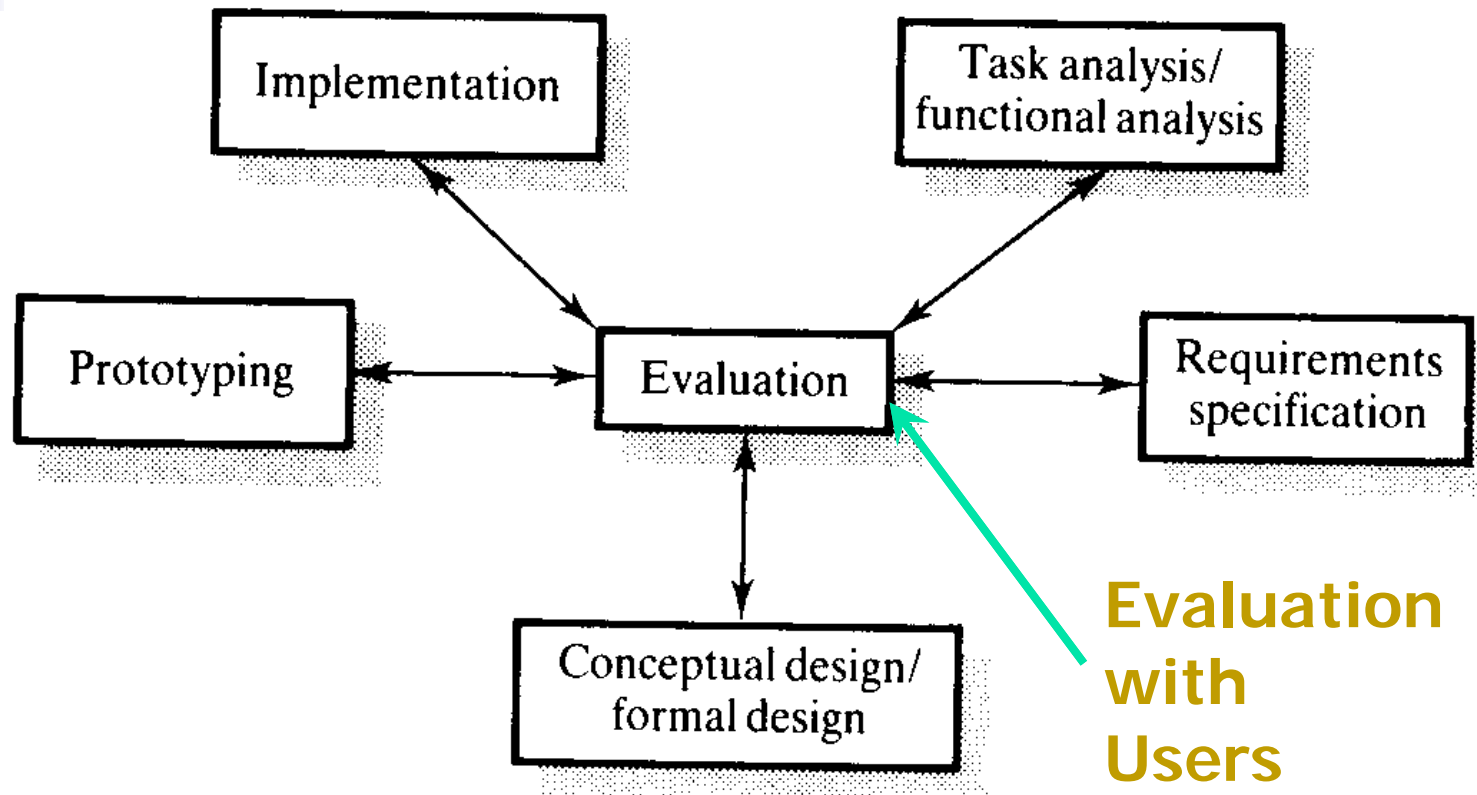 Implementation
Task analysis/
functional analysis
Prototyping
Evaluation
Requirements
specification
Conceptual design/
formal design
Evaluation
with
Users